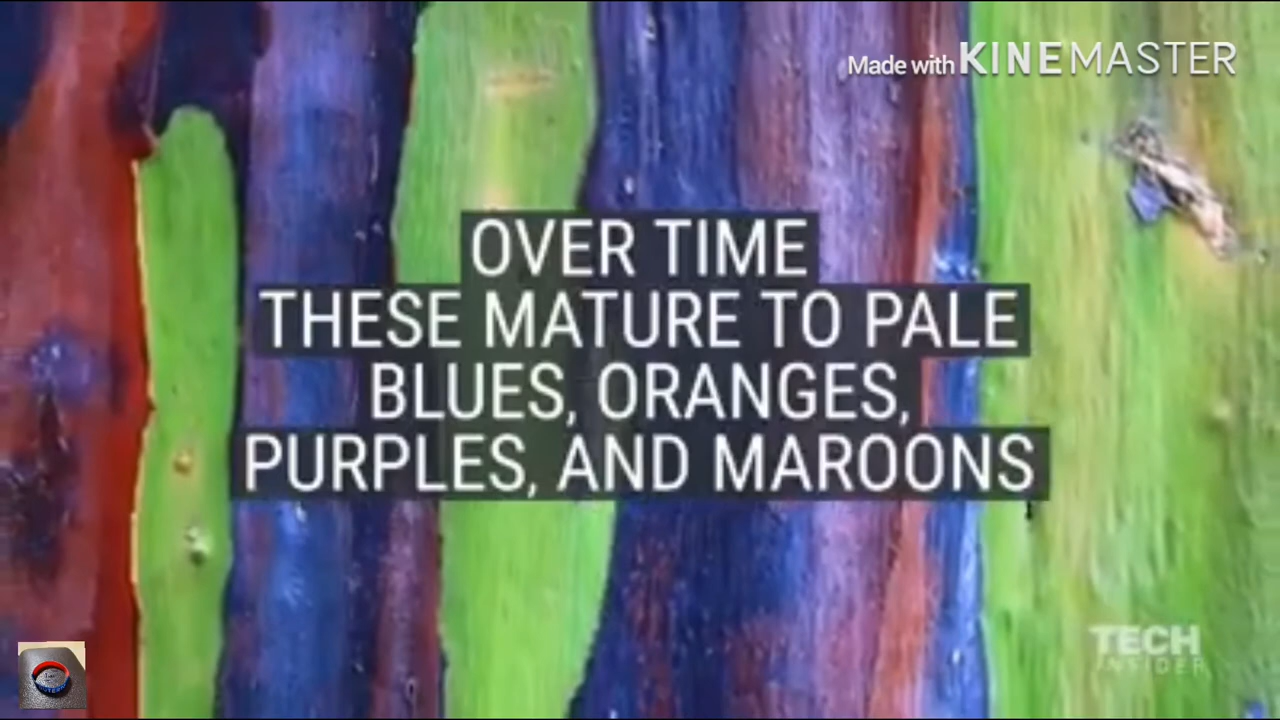 Made with KINEMASTER
OVER TIME
THESE MATURE TO PALE
BLUES, ORANGES,
PURPLES, AND MAROONS
TECH
INSIDER